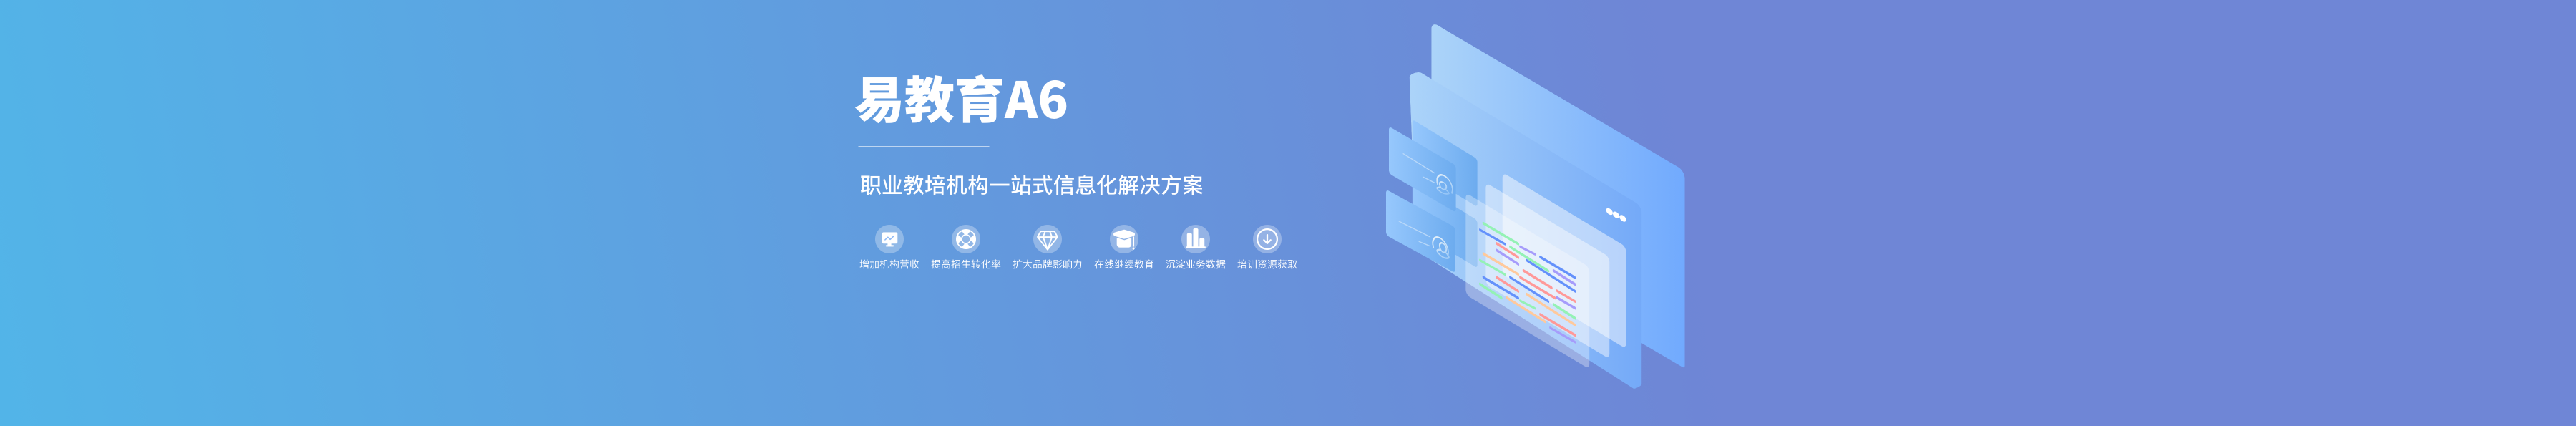 易教育A6
职业教培机构一站式信息化解决方案
增加机构营收 提高招生转化率 扩大品牌影响力 在线继续教育 沉淀业务数据 培训资源获取